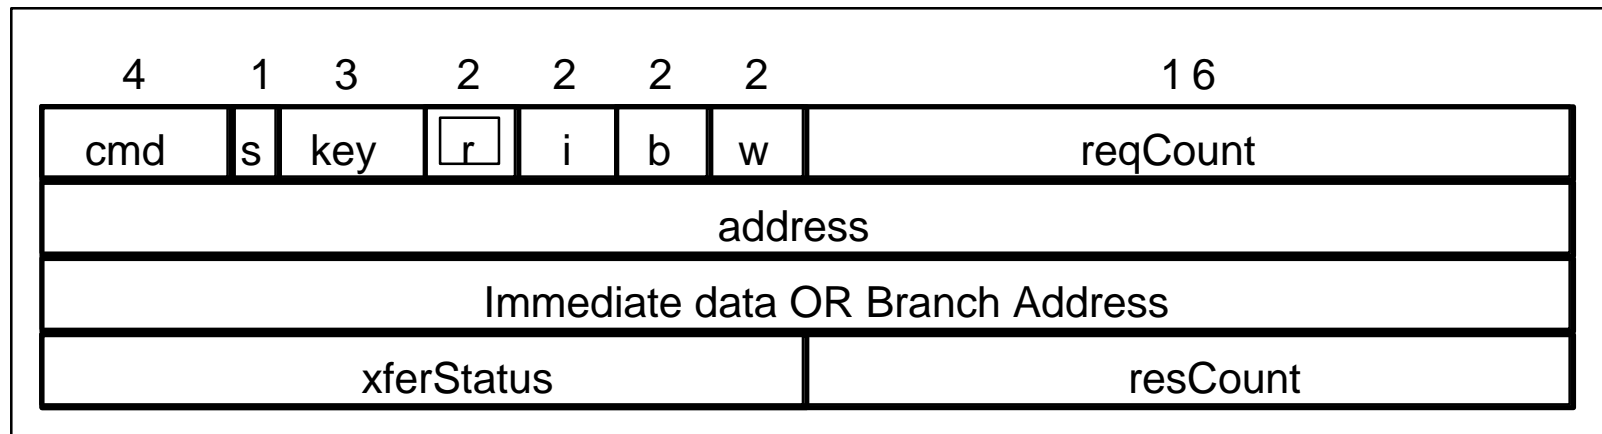 4 1 3 2 2 2 2 16
cmd s key r i b w reqCount
address
Immediate data OR Branch Address
xferStatus resCount